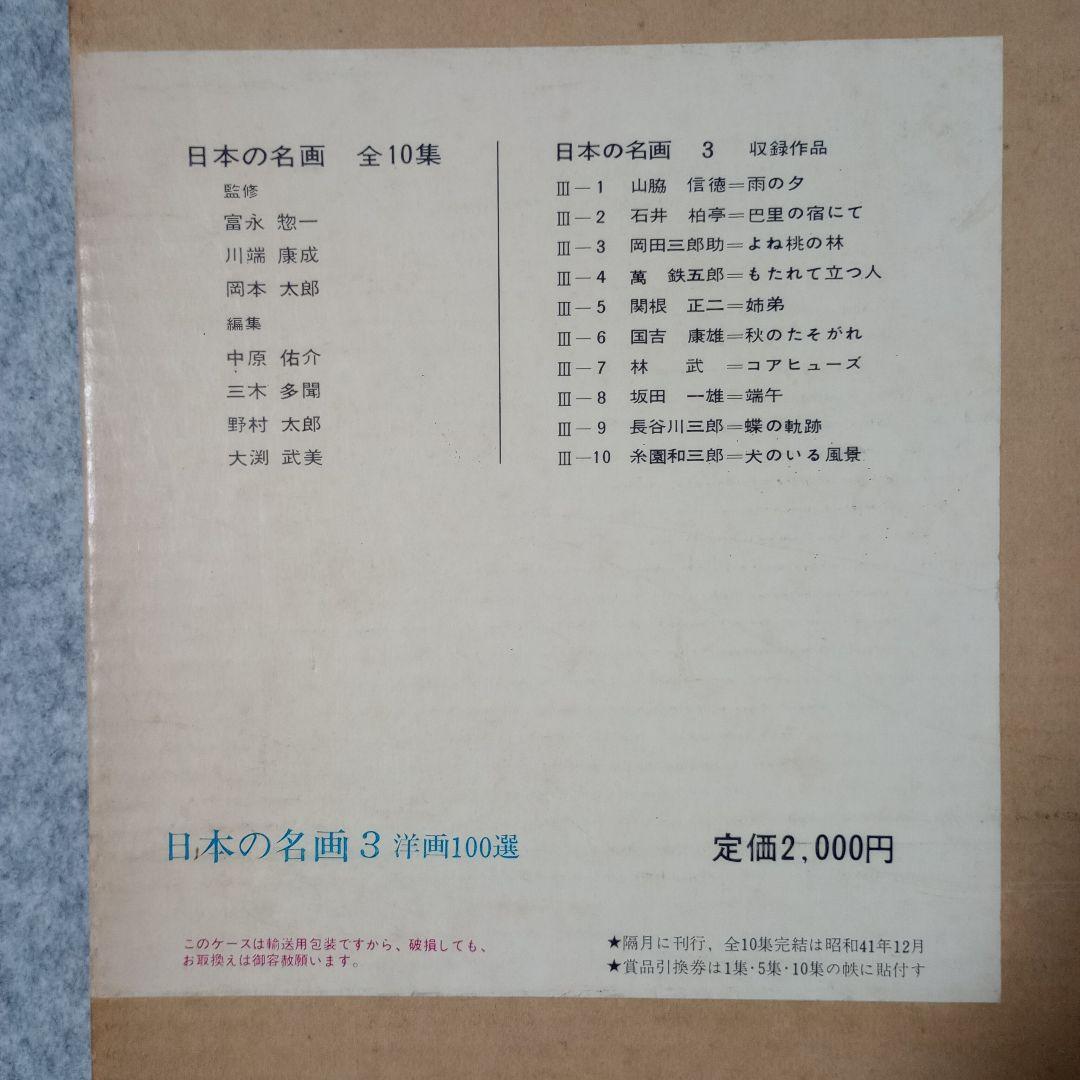 日本の名画 全10集
監修
富永 惣一
川端 康成
岡本 太郎
編集
中原 佑介
三木 多聞
野村 太郎
大渕 武美
日本の名画 3 収録作品
Ⅲ—1 山脇 信徳＝雨の夕
Ⅲ—2 石井 柏亭＝巴里の宿にて
Ⅲ—3 岡田三郎助＝よね桃の林
Ⅲ—4 萬 鉄五郎＝もたれて立つ人
Ⅲ—5 関根 正二＝姉弟
Ⅲ—6 国吉 康雄＝秋のたそがれ
Ⅲ—7 林 武＝コアヒューズ
Ⅲ—8 坂田 一雄＝端午
Ⅲ—9 長谷川三郎＝蝶の軌跡
Ⅲ—10 糸園和三郎＝犬のいる風景
日本の名画3 洋画100選
定価2,000円
このケースは輸送用包装ですから、破損しても、
お取換えは御容赦願います。
★隔月に刊行、全10集完結は昭和41年12月
★賞品引換券は1集・5集・10集の帙に貼付す